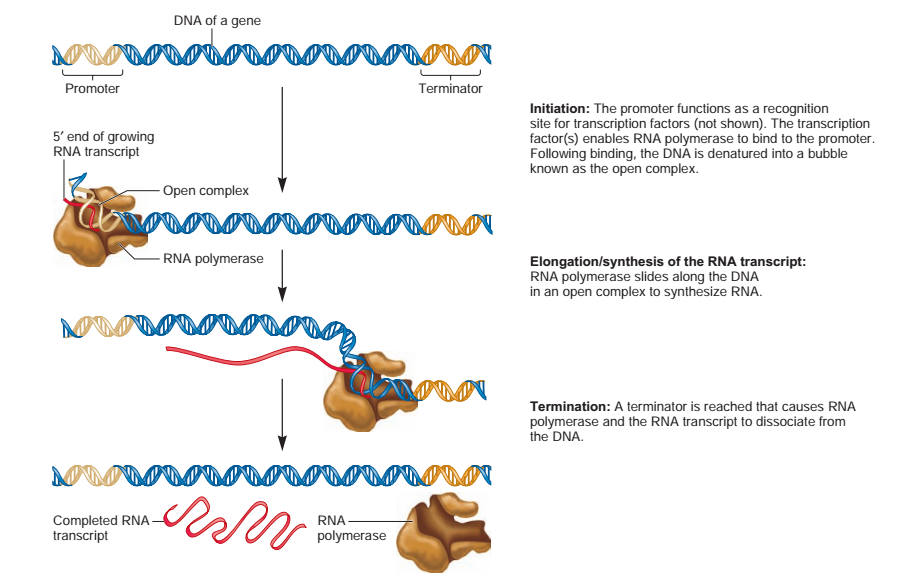 DNA of a gene
Promoter
Terminator
Initiation: The promoter functions as a recognition
site for transcription factors (not shown). The transcription
factor(s) enables RNA polymerase to bind to the promoter.
Following binding, the DNA is denatured into a bubble
known as the open complex.
5′ end of growing
RNA transcript
Open complex
RNA polymerase
Elongation/synthesis of the RNA transcript:
RNA polymerase slides along the DNA
in an open complex to synthesize RNA.
Termination: A terminator is reached that causes RNA
polymerase and the RNA transcript to dissociate from
the DNA.
Completed RNA
transcript
RNA
polymerase